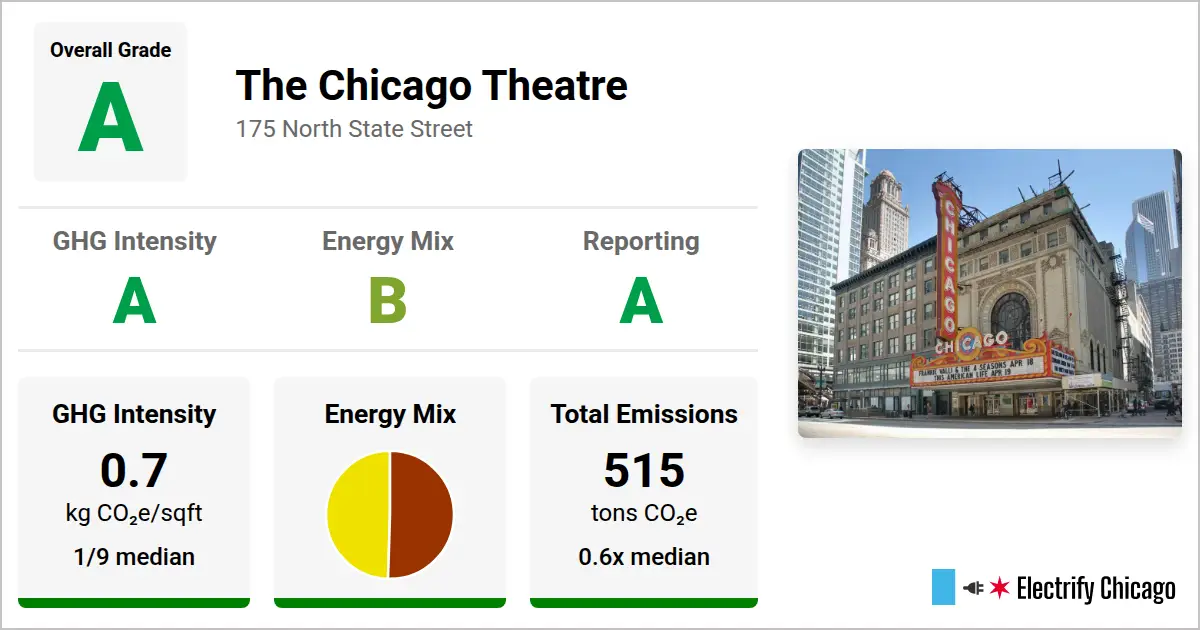 Overall Grade
A
The Chicago Theatre
175 North State Street
GHG Intensity
A
Energy Mix
B
Reporting
A
GHG Intensity
0.7
kg CO₂e/sqft
1/9 median
Energy Mix
Total Emissions
515
tons CO₂e
0.6x median
CHICAGO
CHICAGO
FRANKIE VALLI & THE 4 SEASONS APR 18
THIS AMERICAN LIFE APR 19
Electrify Chicago